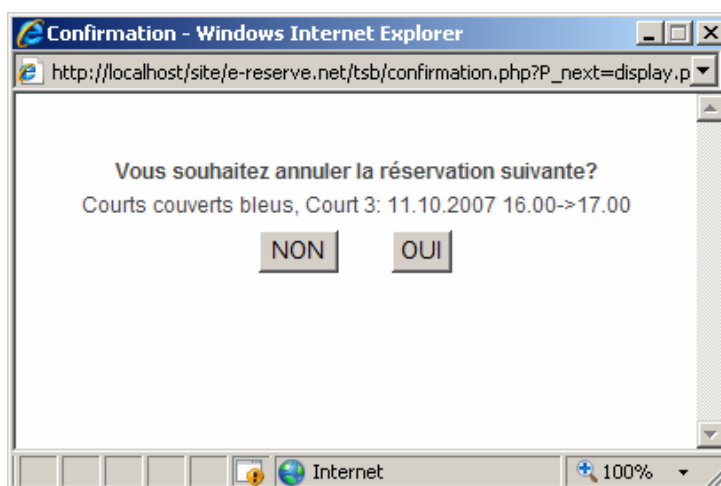 Confirmation - Windows Internet Explorer
http://localhost/site/e-reserve.net/tsb/confirmation.php?P_next=display.p
Vous souhaitez annuler la réservation suivante?
Courts couverts bleus, Court 3: 11.10.2007 16.00->17.00
NON OUI
Internet 100%